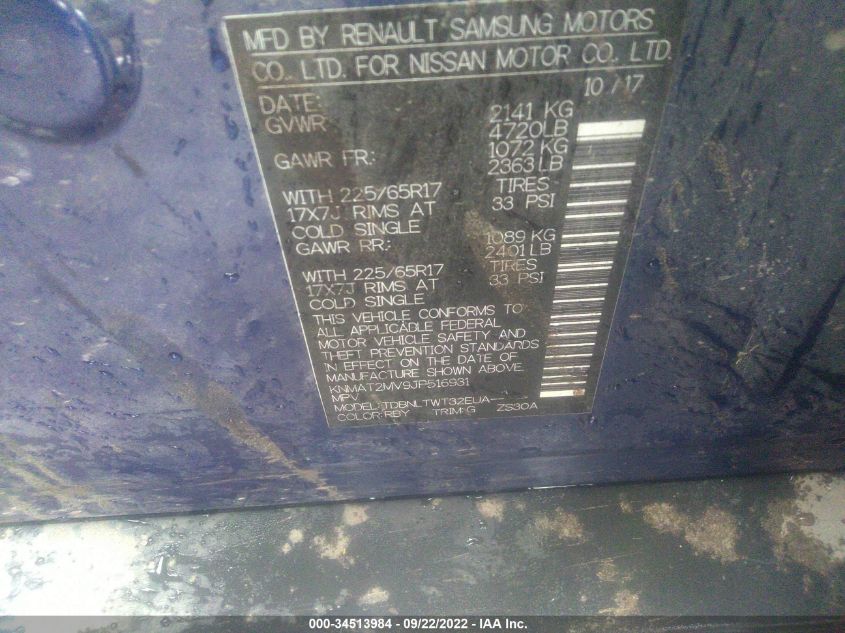 MFD BY RENAULT SAMSUNG MOTORS
CO., LTD. FOR NISSAN MOTOR CO., LTD.
DATE: 10/17
GVWR 2141 KG
4720LB
GAWR FR: 1072 KG
2363LB
WITH 225/65R17 TIRES
17X7J RIMS AT 33 PSI
COLD SINGLE
GAWR RR: 1089 KG
2401 LB
WITH 225/65R17 TIRES
17X7J RIMS AT 33 PSI
COLD SINGLE
THIS VEHICLE CONFORMS TO
ALL APPLICABLE FEDERAL
MOTOR VEHICLE SAFETY AND
THEFT PREVENTION STANDARDS
IN EFFECT ON THE DATE OF
MANUFACTURE SHOWN ABOVE.
KNMAT2MV9JP516931
MPV
MODEL:TDBNLTWT32EUA-----
COLOR:RBY TRIM:G ZS30A
000-34513984 - 09/22/2022 - IAA Inc.